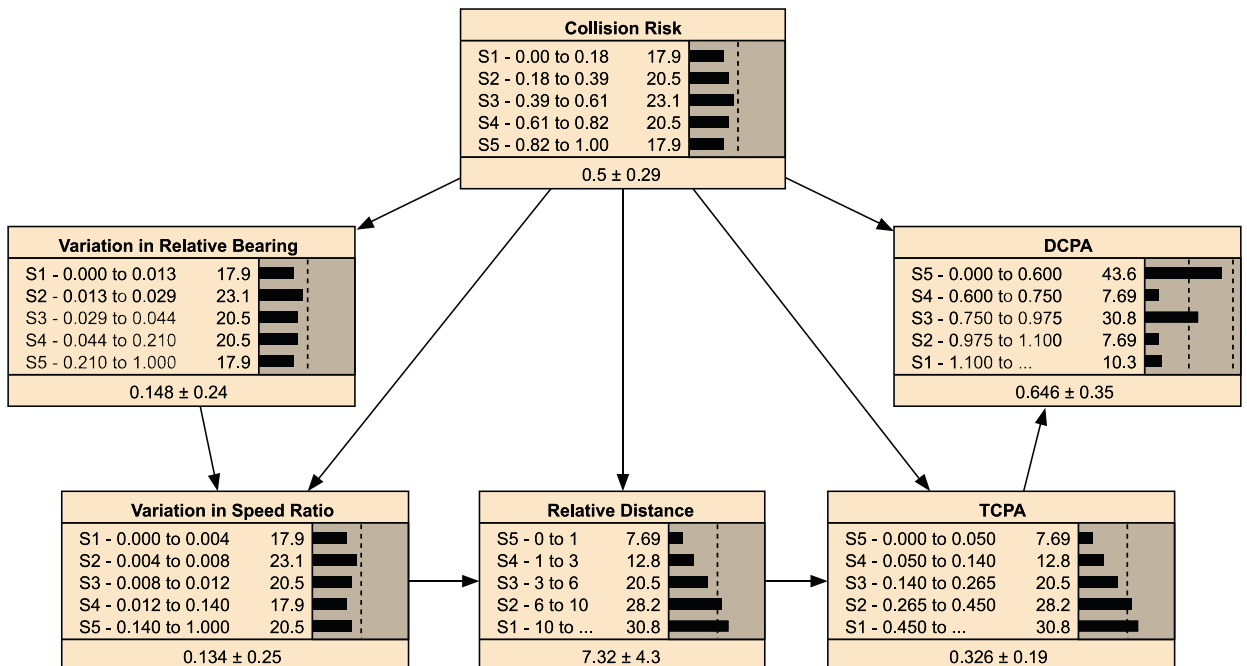 Collision Risk
S1 - 0.00 to 0.18 17.9
S2 - 0.18 to 0.39 20.5
S3 - 0.39 to 0.61 23.1
S4 - 0.61 to 0.82 20.5
S5 - 0.82 to 1.00 17.9
0.5 ± 0.29
Variation in Relative Bearing
S1 - 0.000 to 0.013 17.9
S2 - 0.013 to 0.029 23.1
S3 - 0.029 to 0.044 20.5
S4 - 0.044 to 0.210 20.5
S5 - 0.210 to 1.000 17.9
0.148 ± 0.24
DCPA
S5 - 0.000 to 0.600 43.6
S4 - 0.600 to 0.750 7.69
S3 - 0.750 to 0.975 30.8
S2 - 0.975 to 1.100 7.69
S1 - 1.100 to ... 10.3
0.646 ± 0.35
Variation in Speed Ratio
S1 - 0.000 to 0.004 17.9
S2 - 0.004 to 0.008 23.1
S3 - 0.008 to 0.012 20.5
S4 - 0.012 to 0.140 17.9
S5 - 0.140 to 1.000 20.5
0.134 ± 0.25
Relative Distance
S5 - 0 to 1 7.69
S4 - 1 to 3 12.8
S3 - 3 to 6 20.5
S2 - 6 to 10 28.2
S1 - 10 to ... 30.8
7.32 ± 4.3
TCPA
S5 - 0.000 to 0.050 7.69
S4 - 0.050 to 0.140 12.8
S3 - 0.140 to 0.265 20.5
S2 - 0.265 to 0.450 28.2
S1 - 0.450 to ... 30.8
0.326 ± 0.19